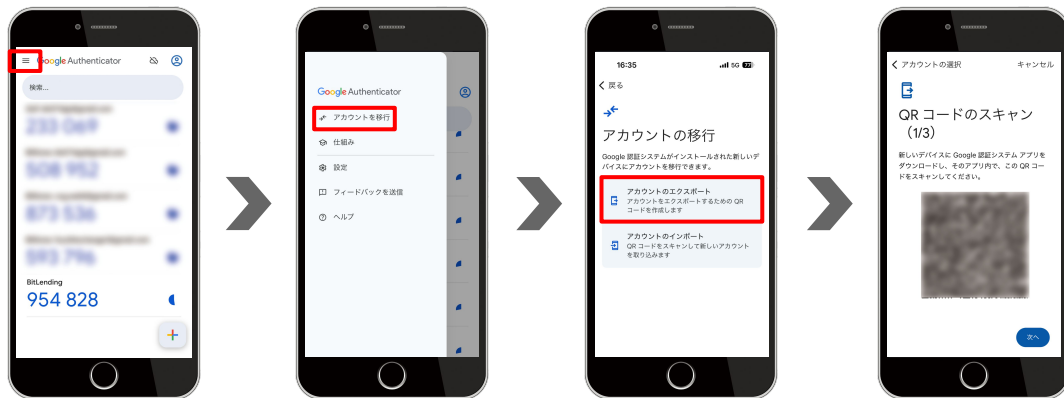 Google Authenticator
検索...
BitLending
954 828
Google Authenticator
アカウントを移行
仕組み
設定
フィードバックを送信
ヘルプ
16:35
5G 77
戻る
アカウントの移行
Google 認証システムがインストールされた新しいデ
バイスにアカウントを移行できます。
アカウントのエクスポート
アカウントをエクスポートするための QR
コードを作成します
アカウントのインポート
QR コードをスキャンして新しいアカウント
を取り込みます
アカウントの選択
キャンセル
QR コードのスキャン
（1/3）
新しいデバイスに Google 認証システム アプリを
ダウンロードし、そのアプリ内で、この QR コー
ドをスキャンしてください。
次へ